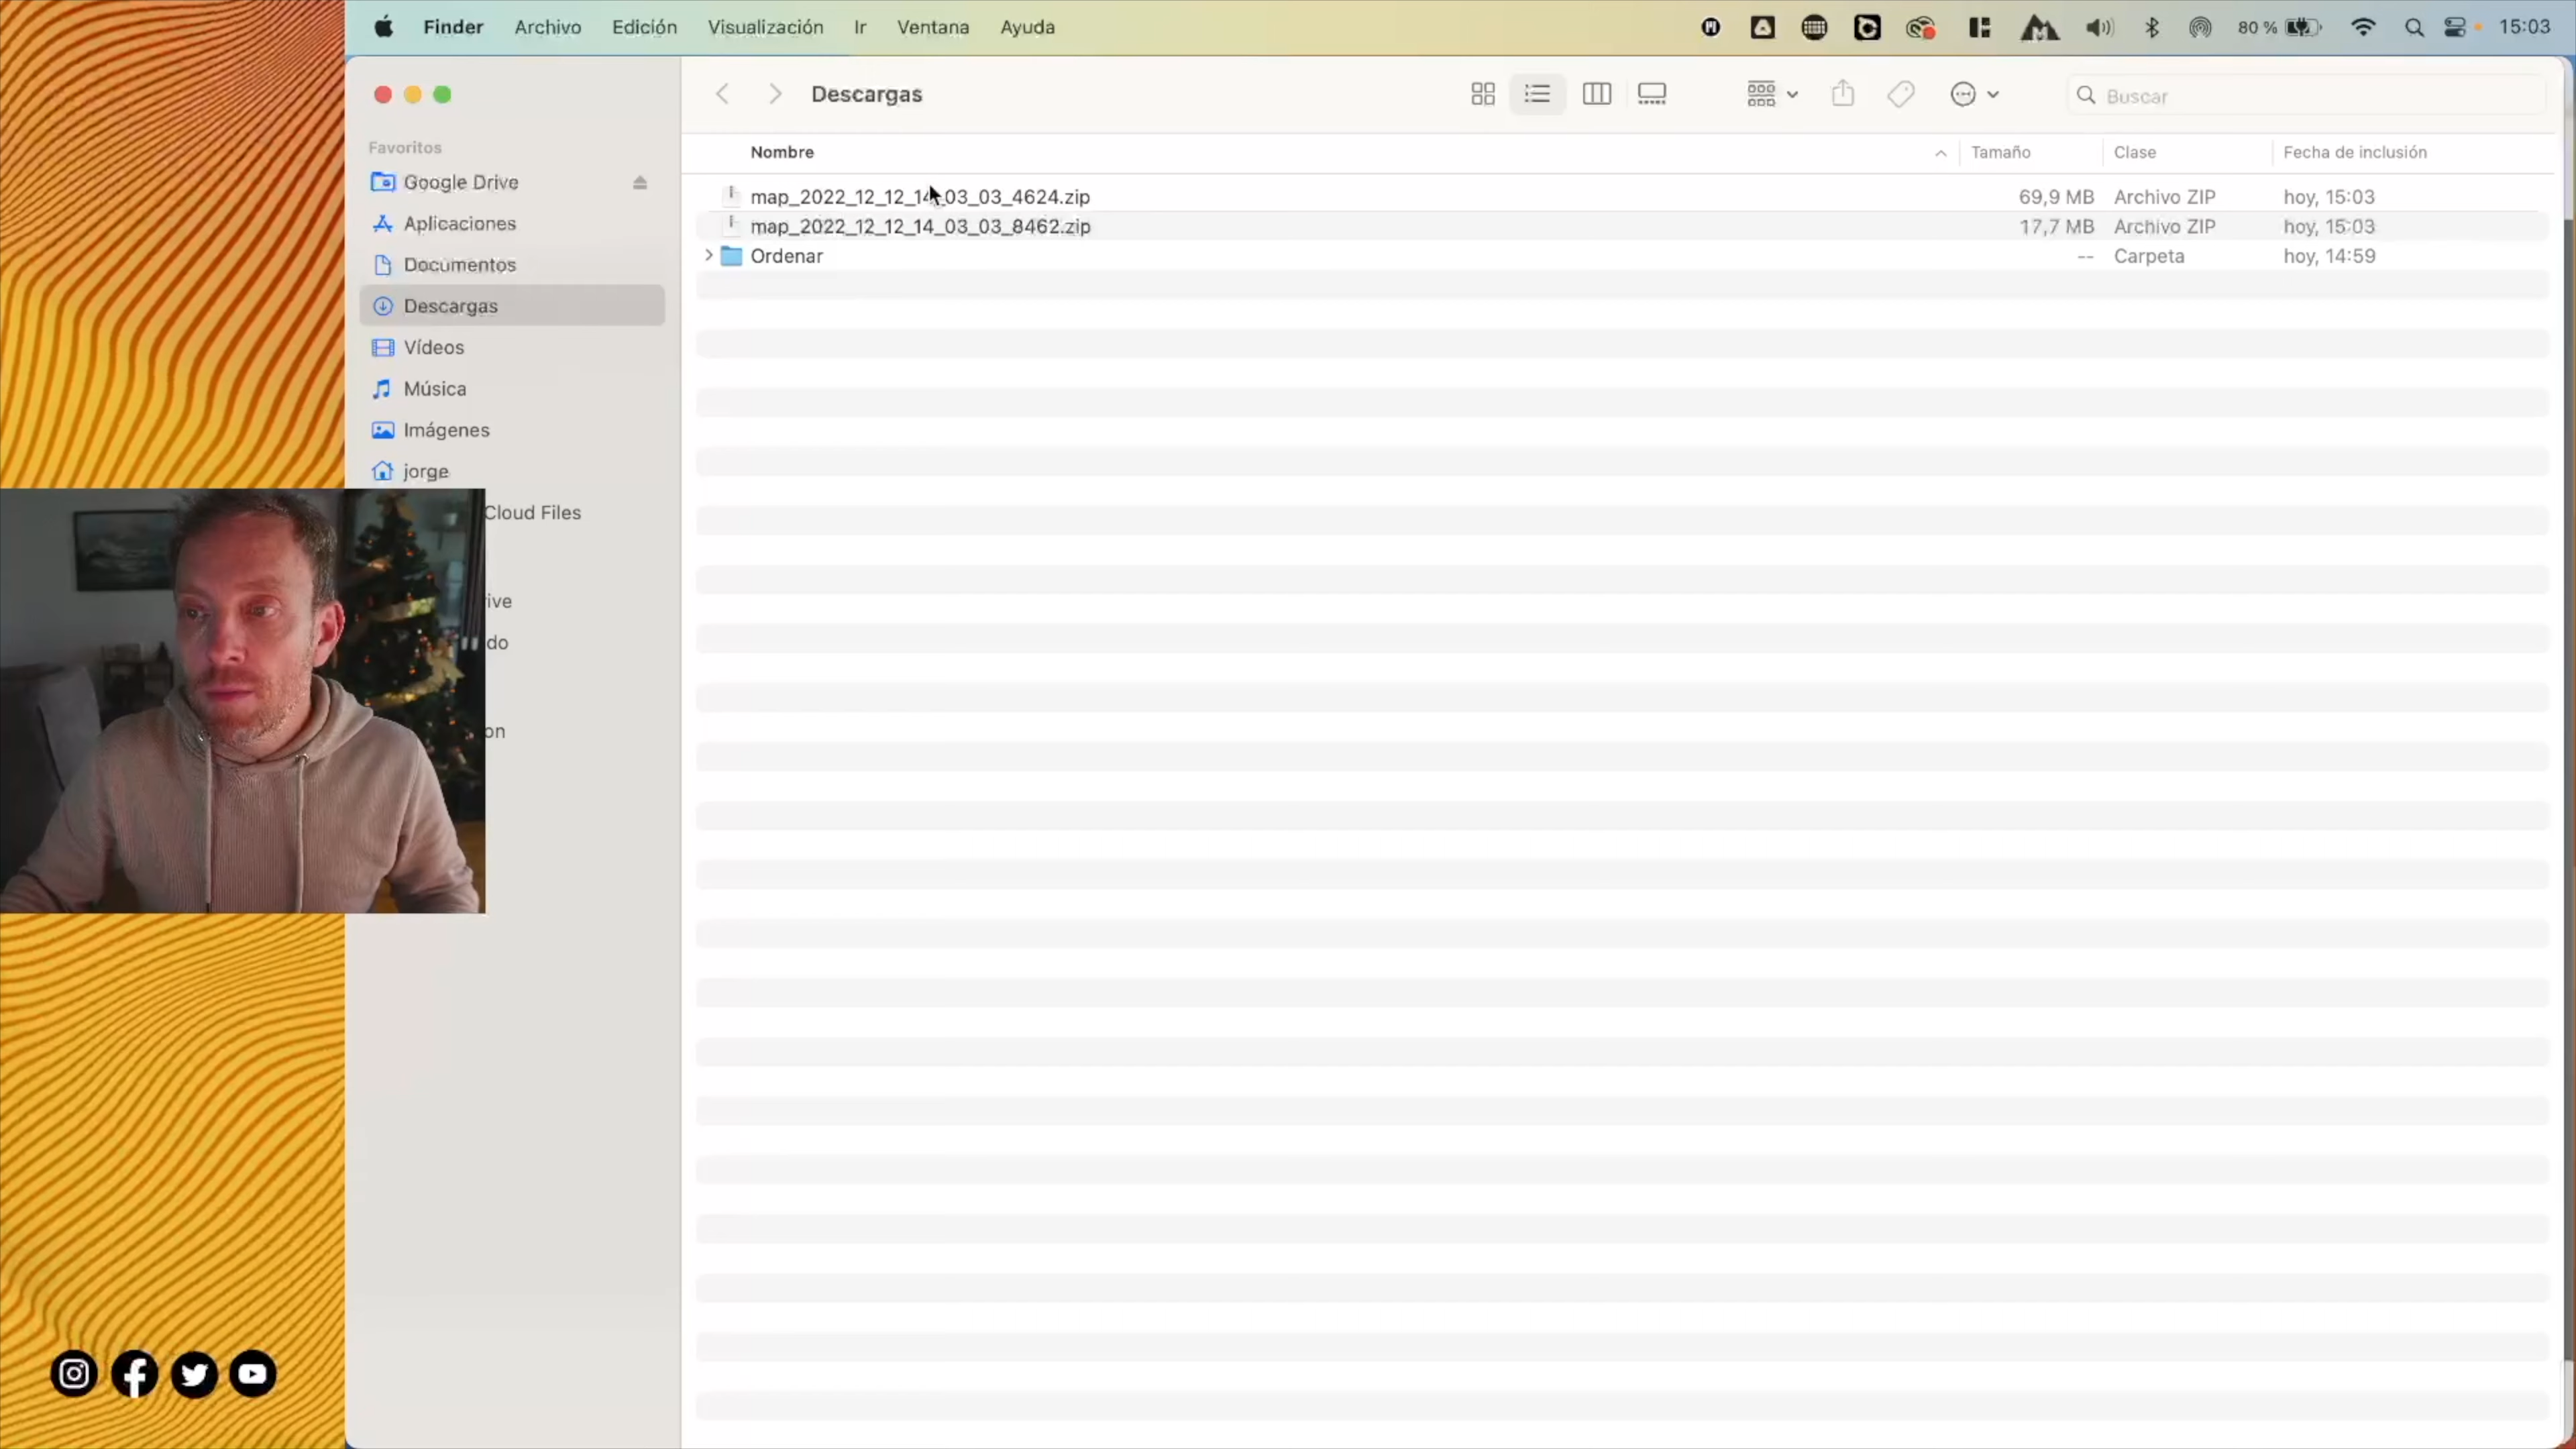 Finder Archivo Edición Visualización Ir Ventana Ayuda 80 % 15:03
Descargas Buscar
Favoritos
Google Drive
Aplicaciones
Documentos
Descargas
Vídeos
Música
Imágenes
jorge
Cloud Files
rive
do
on
Nombre Tamaño Clase Fecha de inclusión
map_2022_12_12_14_03_03_4624.zip 69,9 MB Archivo ZIP hoy, 15:03
map_2022_12_12_14_03_03_8462.zip 17,7 MB Archivo ZIP hoy, 15:03
Ordenar -- Carpeta hoy, 14:59